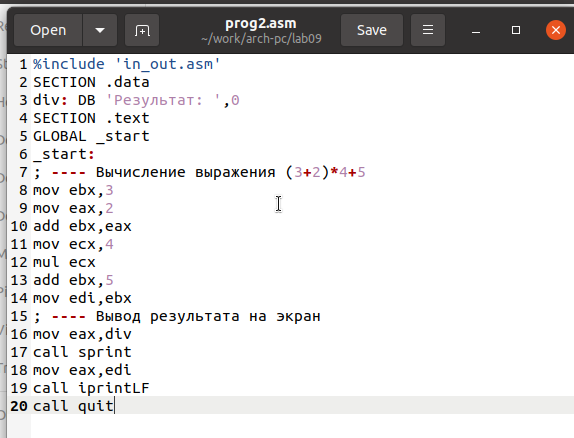 Open
prog2.asm
~/work/arch-pc/lab09
Save
1 %include 'in_out.asm'
2 SECTION .data
3 div: DB 'Результат: ',0
4 SECTION .text
5 GLOBAL _start
6 _start:
7 ; ---- Вычисление выражения (3+2)*4+5
8 mov ebx,3
9 mov eax,2
10 add ebx,eax
11 mov ecx,4
12 mul ecx
13 add ebx,5
14 mov edi,ebx
15 ; ---- Вывод результата на экран
16 mov eax,div
17 call sprint
18 mov eax,edi
19 call iprintLF
20 call quit